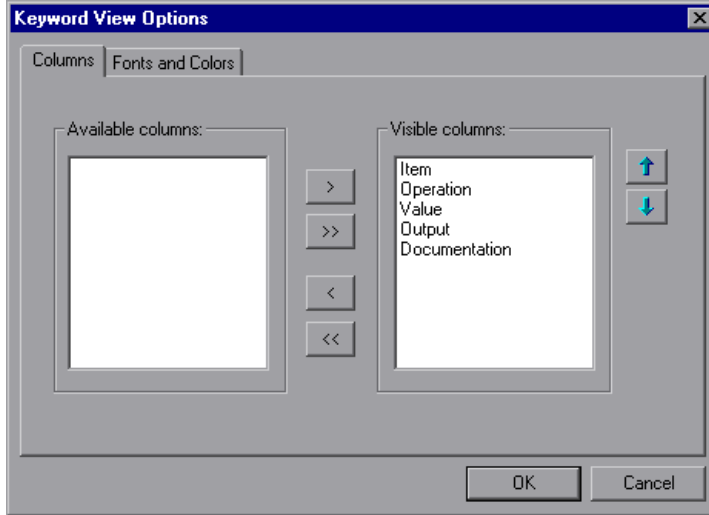 Keyword View Options
Columns
Fonts and Colors
Available columns:
Visible columns:
Item
Operation
Value
Output
Documentation
>
>>
<
<<
OK
Cancel